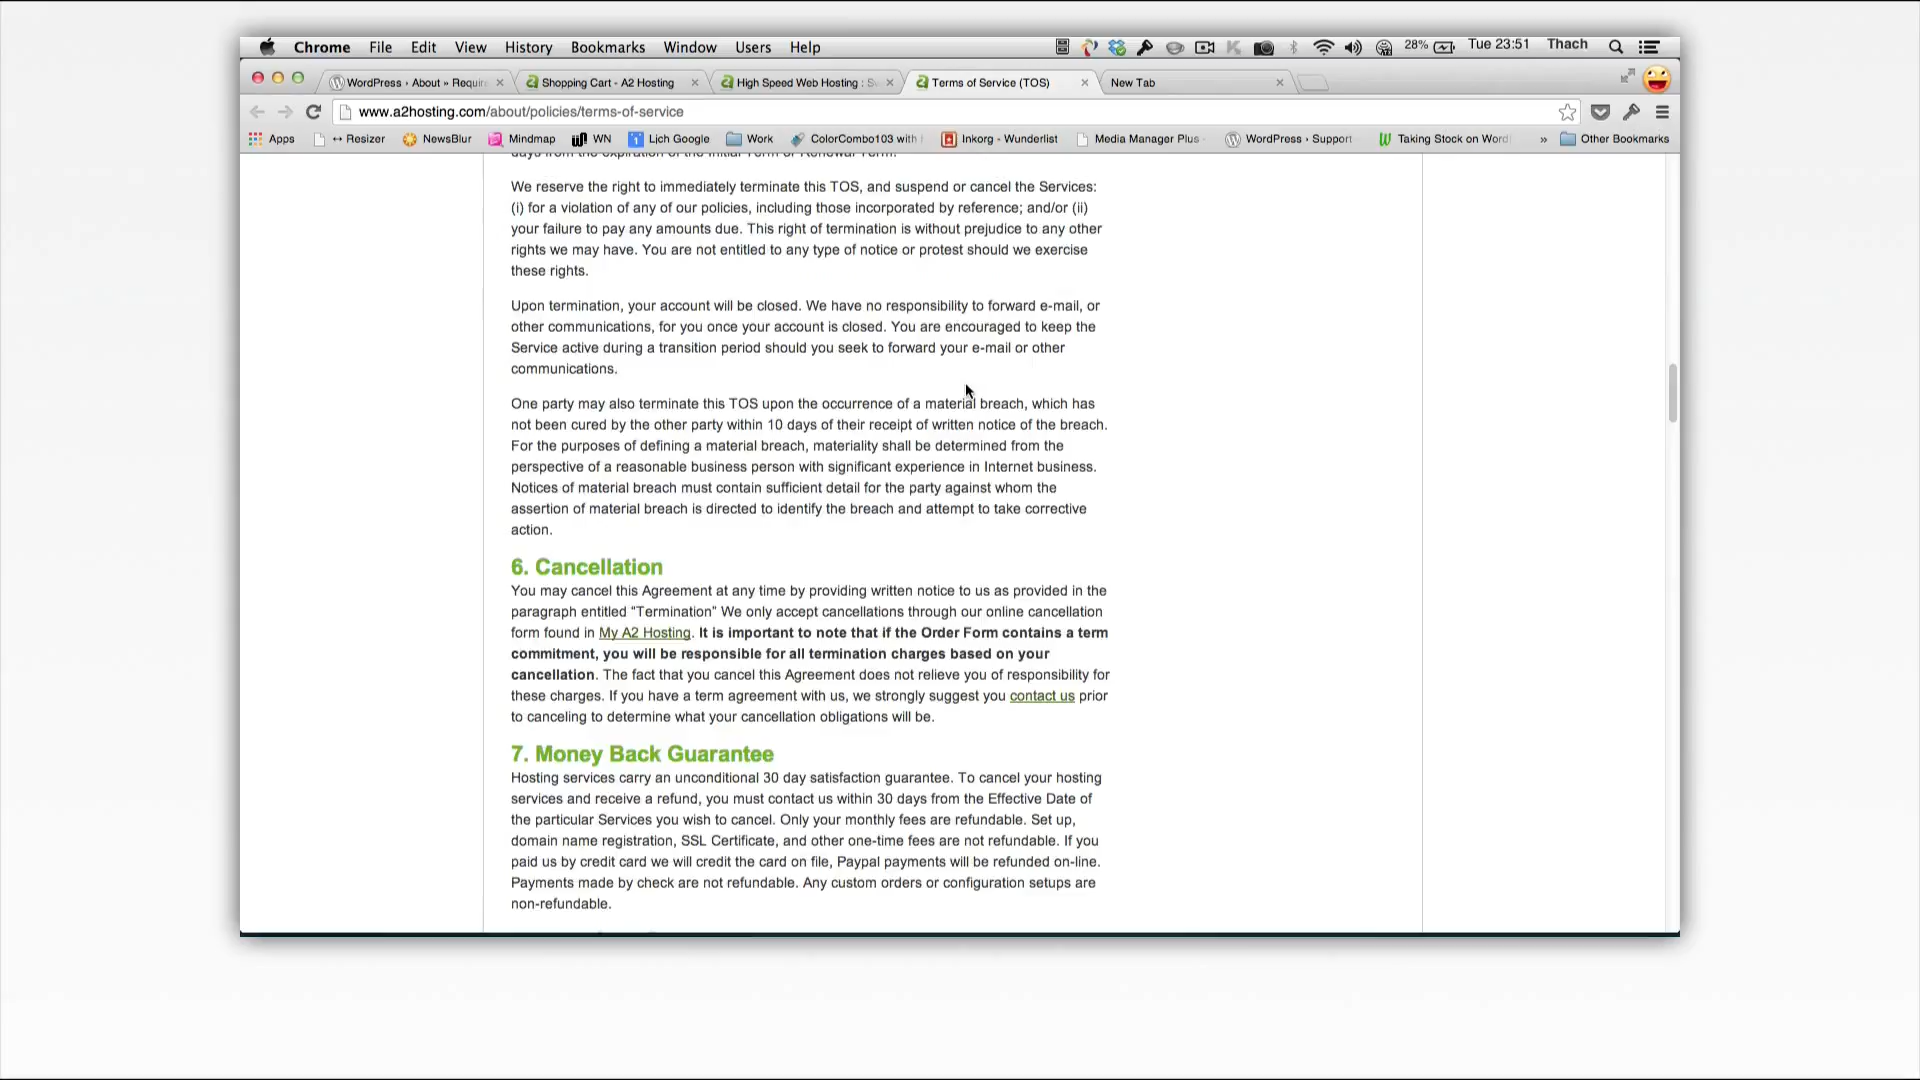 Chrome File Edit View History Bookmarks Window Users Help 28% Tue 23:51 Thach
WordPress › About » Requir Shopping Cart - A2 Hosting High Speed Web Hosting : S Terms of Service (TOS) New Tab
www.a2hosting.com/about/policies/terms-of-service
Apps ↔ Resizer NewsBlur Mindmap WN 1 Lịch Google Work ColorCombo103 with Inkorg - Wunderlist Media Manager Plus WordPress › Support Taking Stock on Word » Other Bookmarks
days from the expiration of the Initial Term or Renewal Term.
We reserve the right to immediately terminate this TOS, and suspend or cancel the Services:
(i) for a violation of any of our policies, including those incorporated by reference; and/or (ii)
your failure to pay any amounts due. This right of termination is without prejudice to any other
rights we may have. You are not entitled to any type of notice or protest should we exercise
these rights.
Upon termination, your account will be closed. We have no responsibility to forward e-mail, or
other communications, for you once your account is closed. You are encouraged to keep the
Service active during a transition period should you seek to forward your e-mail or other
communications.
One party may also terminate this TOS upon the occurrence of a material breach, which has
not been cured by the other party within 10 days of their receipt of written notice of the breach.
For the purposes of defining a material breach, materiality shall be determined from the
perspective of a reasonable business person with significant experience in Internet business.
Notices of material breach must contain sufficient detail for the party against whom the
assertion of material breach is directed to identify the breach and attempt to take corrective
action.
6. Cancellation
You may cancel this Agreement at any time by providing written notice to us as provided in the
paragraph entitled “Termination” We only accept cancellations through our online cancellation
form found in My A2 Hosting. It is important to note that if the Order Form contains a term
commitment, you will be responsible for all termination charges based on your
cancellation. The fact that you cancel this Agreement does not relieve you of responsibility for
these charges. If you have a term agreement with us, we strongly suggest you contact us prior
to canceling to determine what your cancellation obligations will be.
7. Money Back Guarantee
Hosting services carry an unconditional 30 day satisfaction guarantee. To cancel your hosting
services and receive a refund, you must contact us within 30 days from the Effective Date of
the particular Services you wish to cancel. Only your monthly fees are refundable. Set up,
domain name registration, SSL Certificate, and other one-time fees are not refundable. If you
paid us by credit card we will credit the card on file, Paypal payments will be refunded on-line.
Payments made by check are not refundable. Any custom orders or configuration setups are
non-refundable.